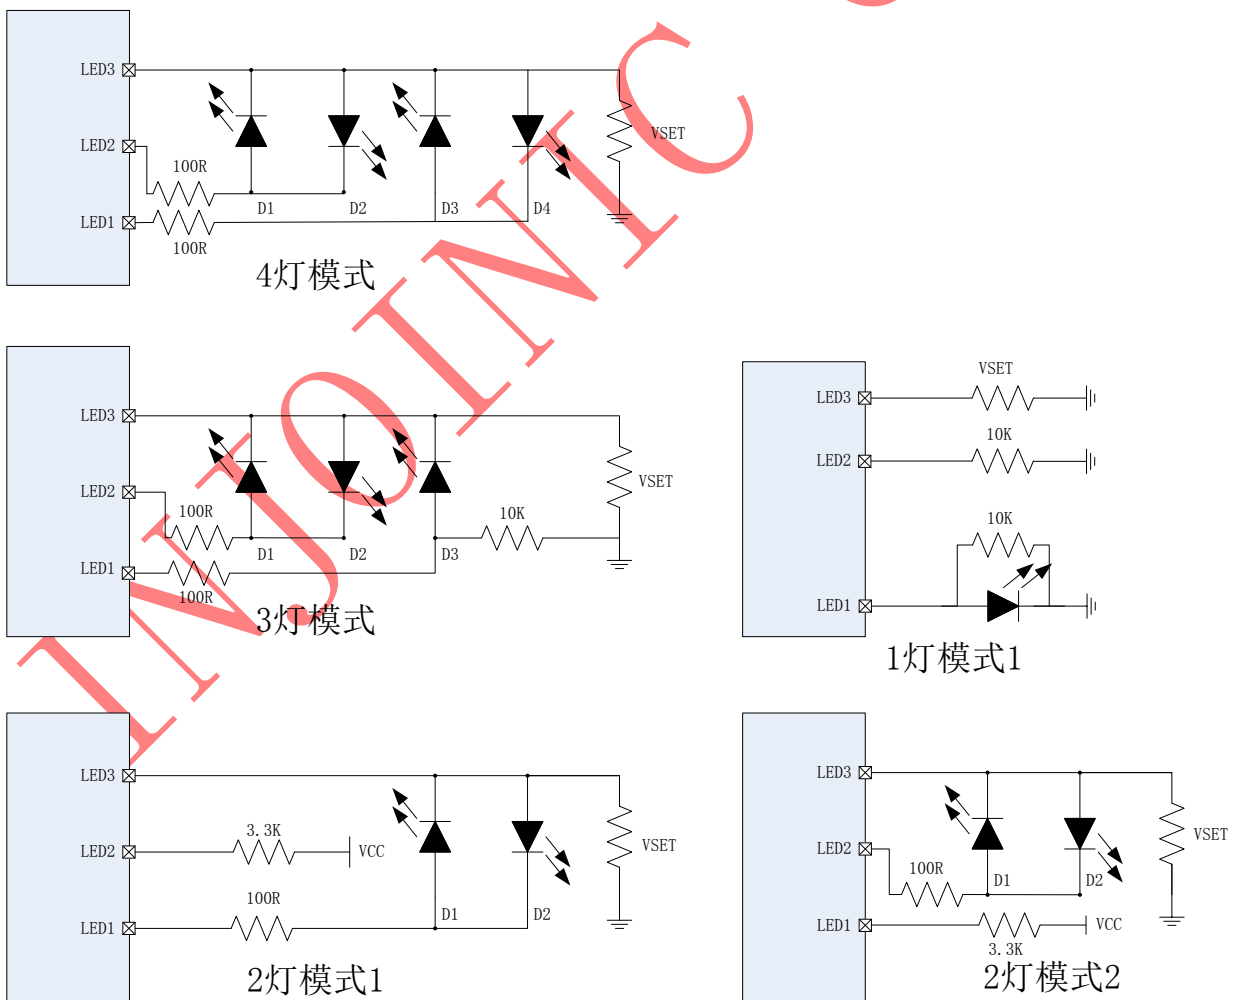 LED3
LED2
LED1
100R
100R
D1
D2
D3
D4
VSET
4灯模式
LED3
LED2
LED1
100R
100R
D1
D2
D3
10K
VSET
3灯模式
LED3
LED2
LED1
VSET
10K
10K
1灯模式1
LED3
LED2
LED1
3.3K
VCC
100R
D1
D2
VSET
2灯模式1
LED3
LED2
LED1
100R
D1
D2
VSET
3.3K
VCC
2灯模式2
INJOINIC